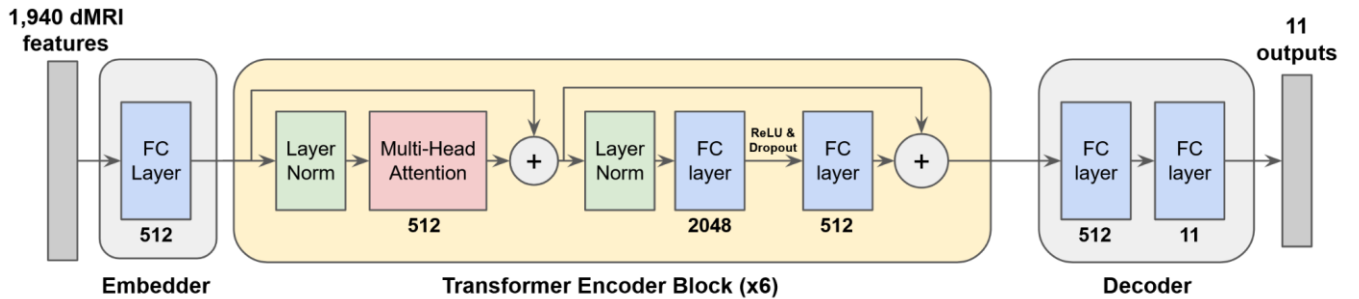 1,940 dMRI
features
FC
Layer
512
Embedder
Layer
Norm
Multi-Head
Attention
512
+
Layer
Norm
FC
layer
2048
ReLU &
Dropout
FC
layer
512
+
Transformer Encoder Block (x6)
FC
layer
512
FC
layer
11
Decoder
11
outputs